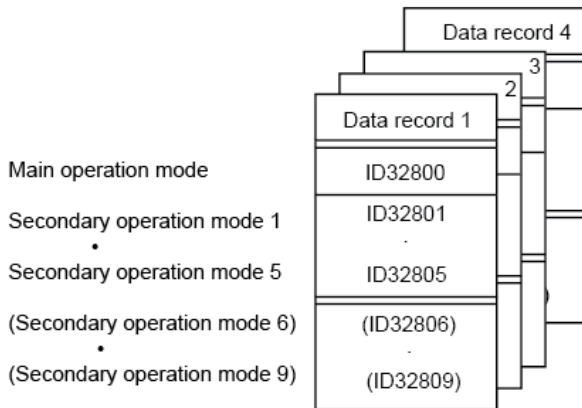 Data record 4
3
2
Data record 1
Main operation mode
ID32800
Secondary operation mode 1
ID32801
•
.
Secondary operation mode 5
ID32805
(Secondary operation mode 6)
(ID32806)
•
.
(Secondary operation mode 9)
(ID32809)
)